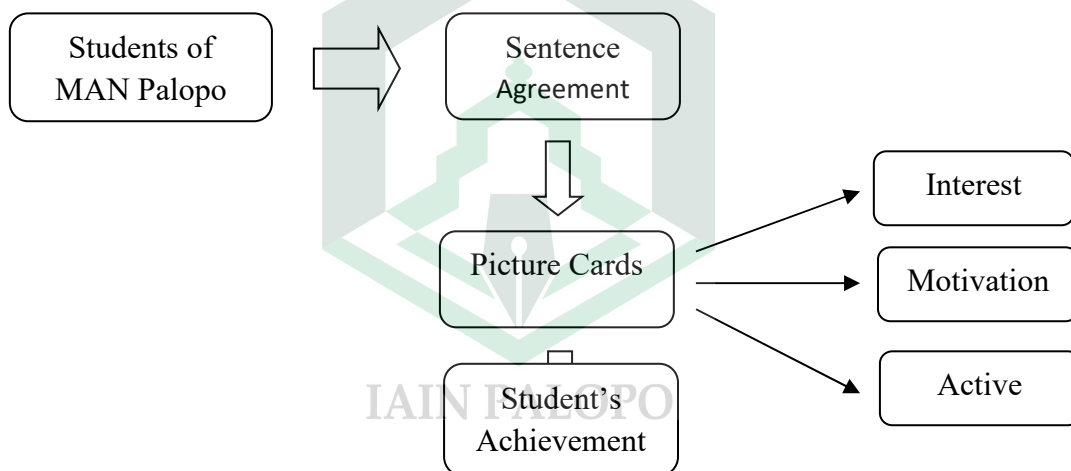 Students of
MAN Palopo
Sentence
Agreement
Interest
Picture Cards
Motivation
Active
IAIN PALOPO
Student’s
Achievement